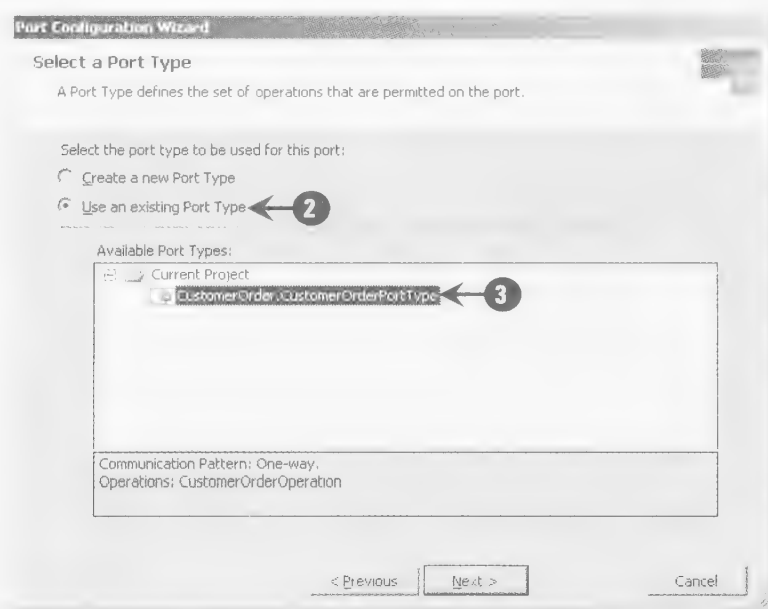 Port Configuration Wizard
Select a Port Type
A Port Type defines the set of operations that are permitted on the port.
Select the port type to be used for this port:
Create a new Port Type
Use an existing Port Type 2
Available Port Types:
Current Project
CustomerOrder.CustomerOrderPortType 3
Communication Pattern: One-way.
Operations: CustomerOrderOperation
< Previous Next > Cancel